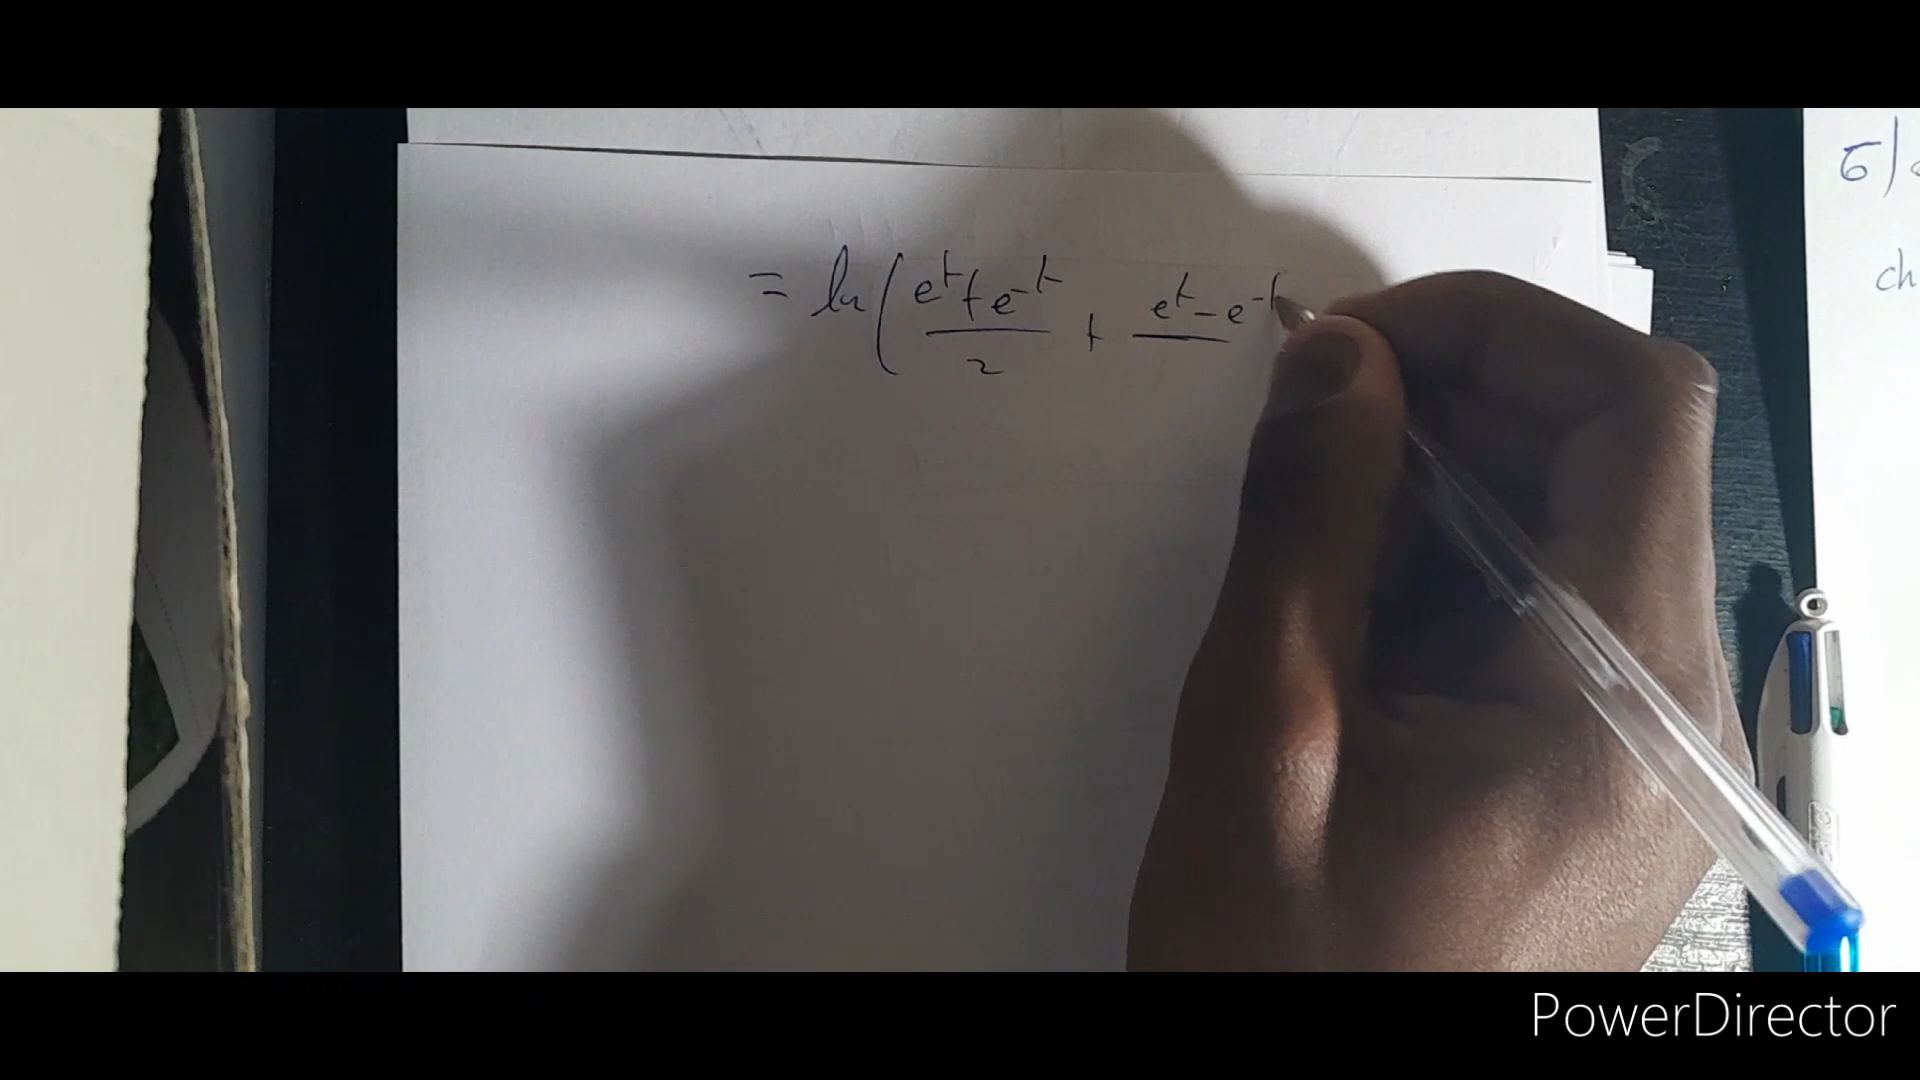 = ln(e^t+e^-t/2 + e^t-e^-t
6)
ch
PowerDirector